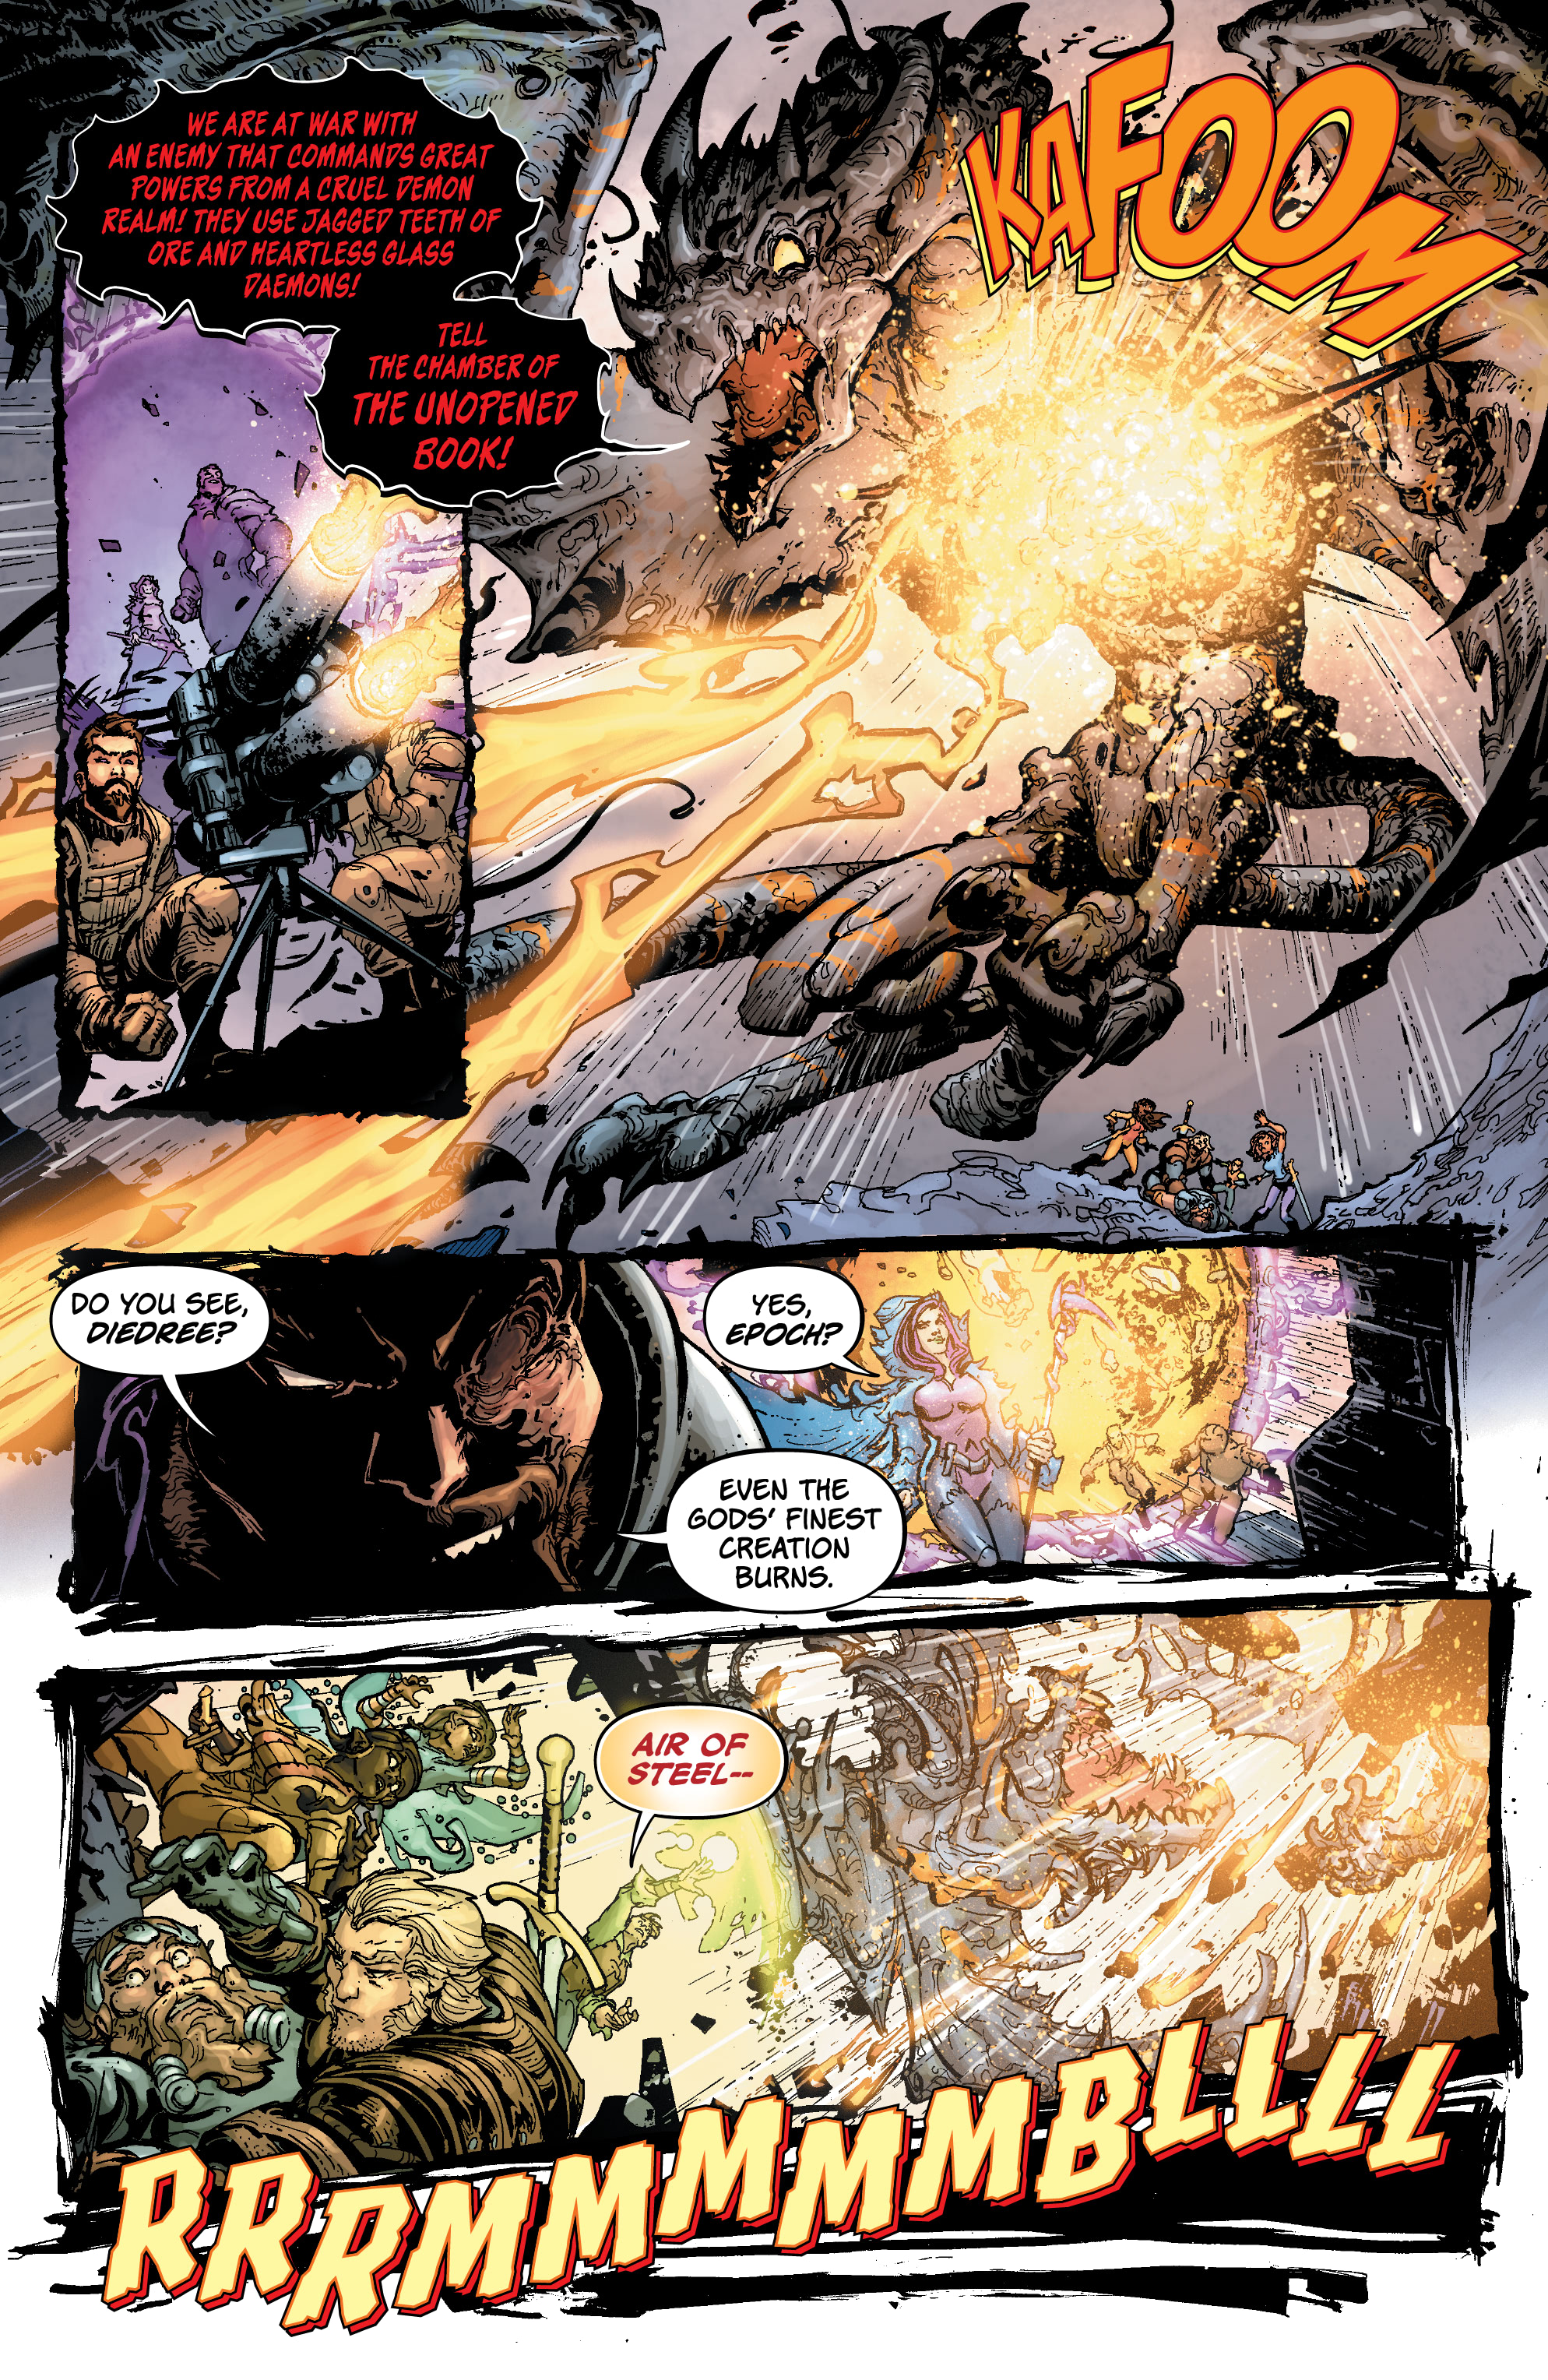 WE ARE AT WAR WITH
AN ENEMY THAT COMMANDS GREAT
POWERS FROM A CRUEL DEMON
REALM! THEY USE JAGGED TEETH OF
ORE AND HEARTLESS GLASS
DAEMONS!
TELL
THE CHAMBER OF
THE UNOPENED
BOOK!
KAFOOM
DO YOU SEE,
DIEDREE?
YES,
EPOCH?
EVEN THE
GODS' FINEST
CREATION
BURNS.
AIR OF
STEEL--
RRRMMMMMMBLLLLL